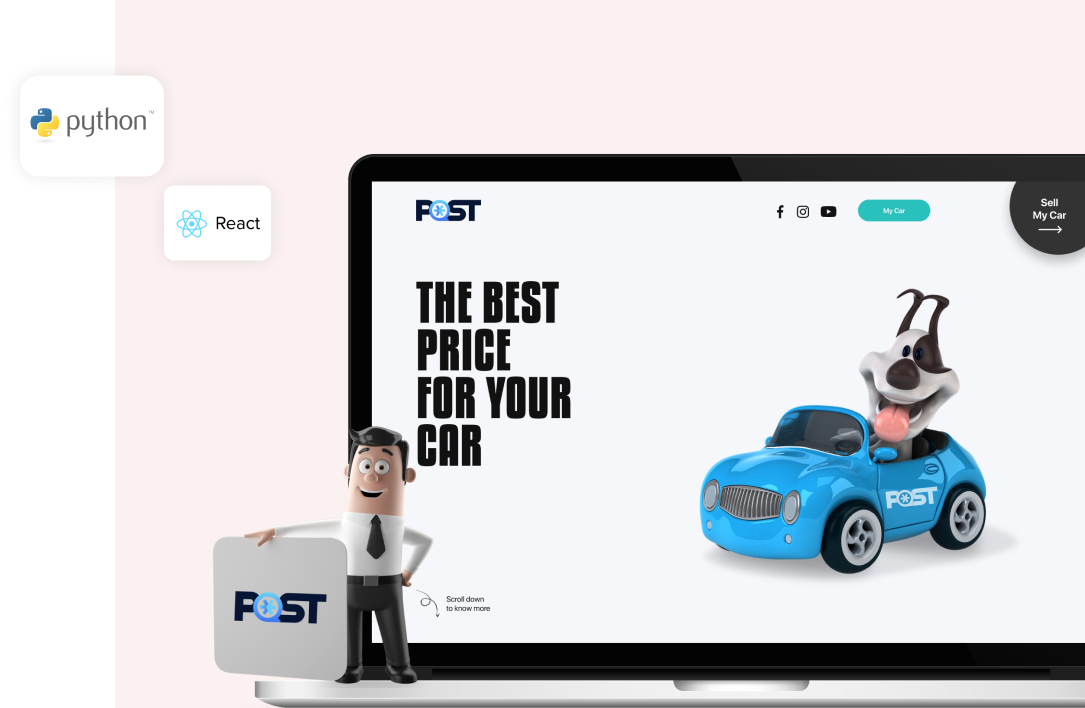 python™
React
POST
My Car
Sell
My Car
THE BEST
PRICE
FOR YOUR
CAR
POST
POST
Scroll down
to know more